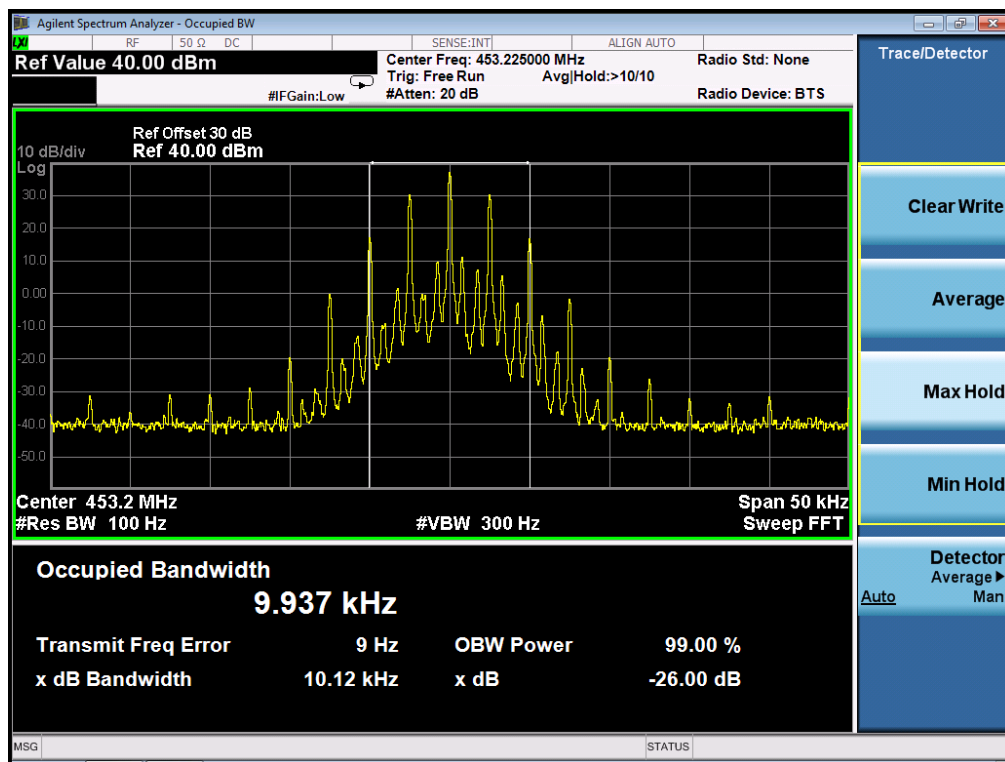 Agilent Spectrum Analyzer - Occupied BW
LXI RF 50 Ω DC SENSE:INT ALIGN AUTO
Ref Value 40.00 dBm
Center Freq: 453.225000 MHz
Radio Std: None
Trig: Free Run Avg|Hold:>10/10
#IFGain:Low
#Atten: 20 dB
Radio Device: BTS
Trace/Detector
Ref Offset 30 dB
10 dB/div Ref 40.00 dBm
Log
30.0
20.0
10.0
0.00
-10.0
-20.0
-30.0
-40.0
-50.0
Center 453.2 MHz
Span 50 kHz
#Res BW 100 Hz
#VBW 300 Hz
Sweep FFT
Clear Write
Average
Max Hold
Min Hold
Detector
Average
Auto Man
Occupied Bandwidth
9.937 kHz
Transmit Freq Error 9 Hz OBW Power 99.00 %
x dB Bandwidth 10.12 kHz x dB -26.00 dB
MSG STATUS